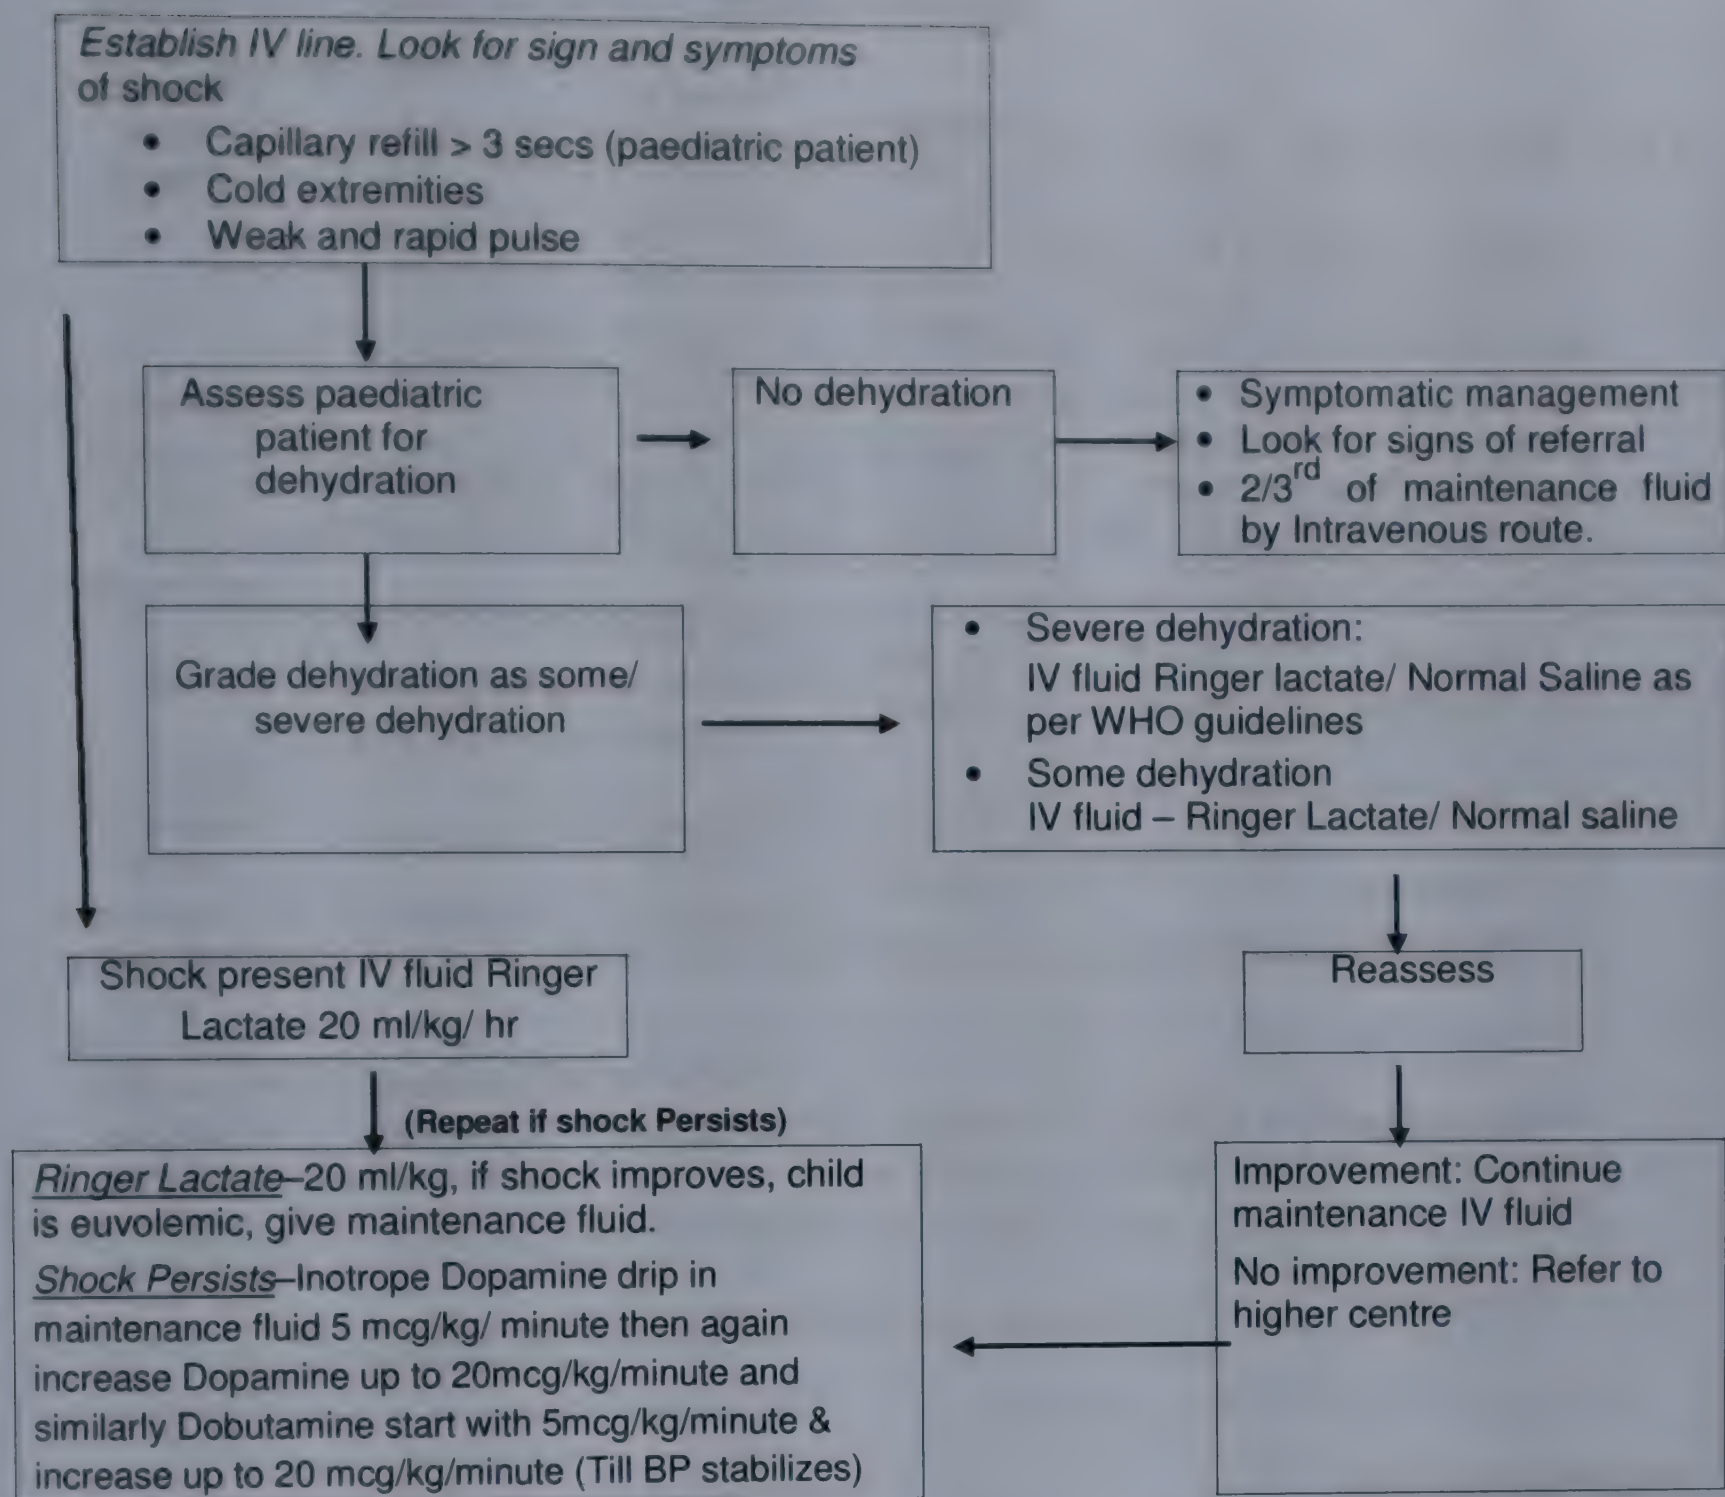 Establish IV line. Look for sign and symptoms
of shock
• Capillary refill > 3 secs (paediatric patient)
• Cold extremities
• Weak and rapid pulse
Assess paediatric
patient for
dehydration
No dehydration
• Symptomatic management
• Look for signs of referral
• 2/3rd of maintenance fluid
by Intravenous route.
Grade dehydration as some/
severe dehydration
• Severe dehydration:
IV fluid Ringer lactate/ Normal Saline as
per WHO guidelines
• Some dehydration
IV fluid – Ringer Lactate/ Normal saline
Shock present IV fluid Ringer
Lactate 20 ml/kg/ hr
Reassess
(Repeat if shock Persists)
Ringer Lactate–20 ml/kg, if shock improves, child
is euvolemic, give maintenance fluid.
Shock Persists–Inotrope Dopamine drip in
maintenance fluid 5 mcg/kg/ minute then again
increase Dopamine up to 20mcg/kg/minute and
similarly Dobutamine start with 5mcg/kg/minute &
increase up to 20 mcg/kg/minute (Till BP stabilizes)
Improvement: Continue
maintenance IV fluid
No improvement: Refer to
higher centre